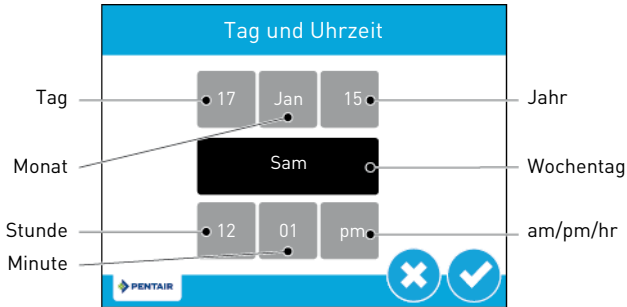 Tag und Uhrzeit
Tag 17 Jan 15 Jahr
Monat Sam Wochentag
Stunde 12 01 pm am/pm/hr
Minute
PENTAIR